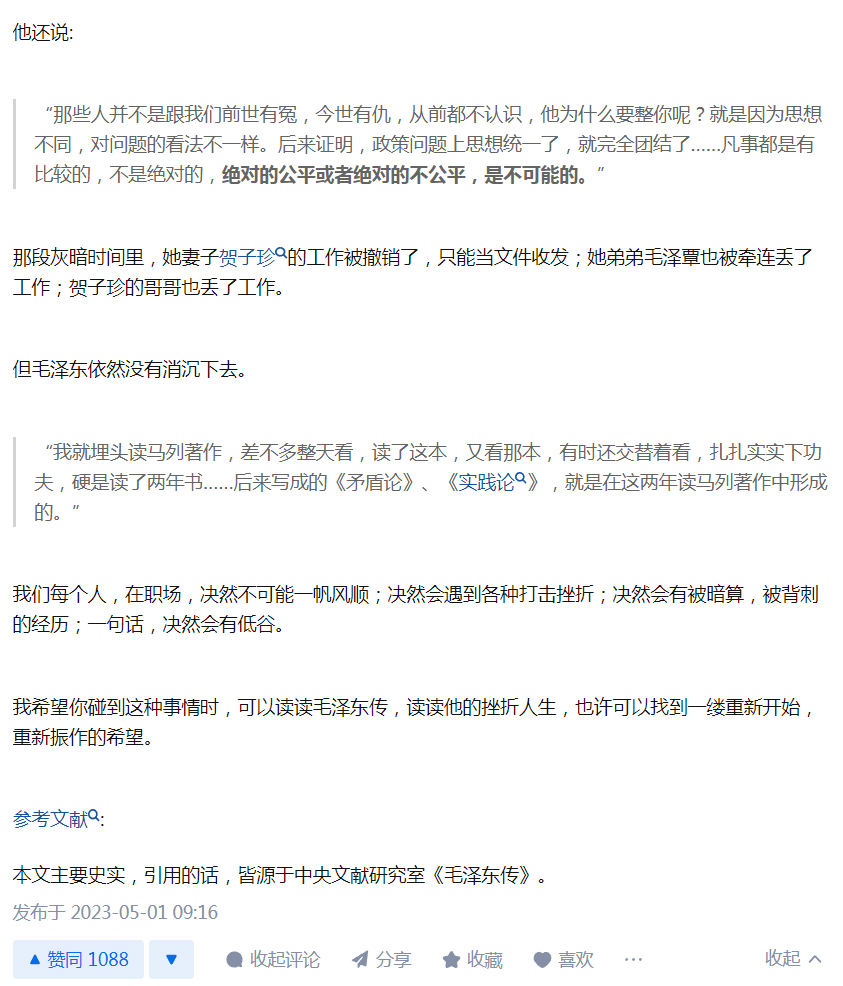 他还说:
“那些人并不是跟我们前世有冤，今世有仇，从前都不认识，他为什么要整你呢？就是因为思想
不同，对问题的看法不一样。后来证明，政策问题上思想统一了，就完全团结了……凡事都是有
比较的，不是绝对的，绝对的公平或者绝对的不公平，是不可能的。”
那段灰暗时间里，她妻子贺子珍的工作被撤销了，只能当文件收发；她弟弟毛泽覃也被牵连丢了
工作；贺子珍的哥哥也丢了工作。
但毛泽东依然没有消沉下去。
“我就埋头读马列著作，差不多整天看，读了这本，又看那本，有时还交替着看，扎扎实实下功
夫，硬是读了两年书……后来写成的《矛盾论》、《实践论》，就是在这两年读马列著作中形成
的。”
我们每个人，在职场，决然不可能一帆风顺；决然会遇到各种打击挫折；决然会有被暗算，被背刺
的经历；一句话，决然会有低谷。
我希望你碰到这种事情时，可以读读毛泽东传，读读他的挫折人生，也许可以找到一缕重新开始，
重新振作的希望。
参考文献:
本文主要史实，引用的话，皆源于中央文献研究室《毛泽东传》。
发布于 2023-05-01 09:16
赞同 1088 收起评论 分享 收藏 喜欢 ··· 收起